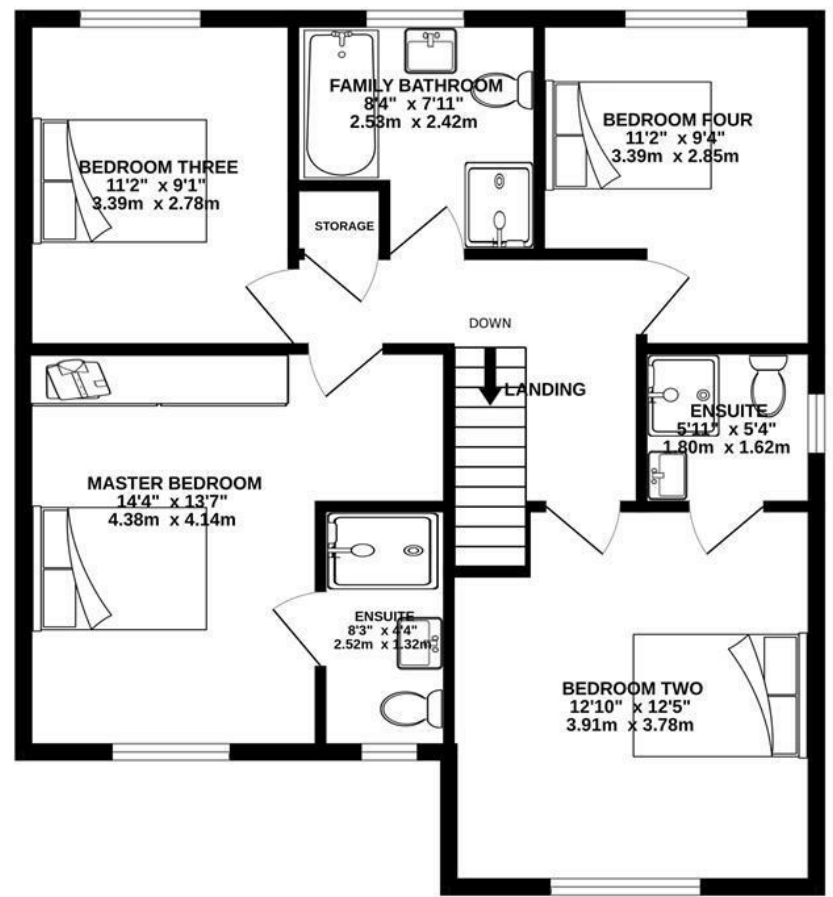 FAMILY BATHROOM
8'4" x 7'11"
2.53m x 2.42m
BEDROOM FOUR
11'2" x 9'4"
3.39m x 2.85m
BEDROOM THREE
11'2" x 9'1"
3.39m x 2.78m
STORAGE
DOWN
LANDING
ENSUITE
5'11" x 5'4"
1.80m x 1.62m
MASTER BEDROOM
14'4" x 13'7"
4.38m x 4.14m
ENSUITE
8'3" x 4'4"
2.52m x 1.32m
BEDROOM TWO
12'10" x 12'5"
3.91m x 3.78m